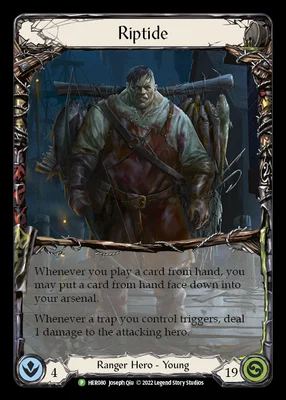 Riptide
Whenever you play a card from hand, you
may put a card from hand face down into
your arsenal.
Whenever a trap you control triggers, deal
1 damage to the attacking hero.
4
Ranger Hero - Young
19
P HER080 Joseph Qiu © 2022 Legend Story Studios